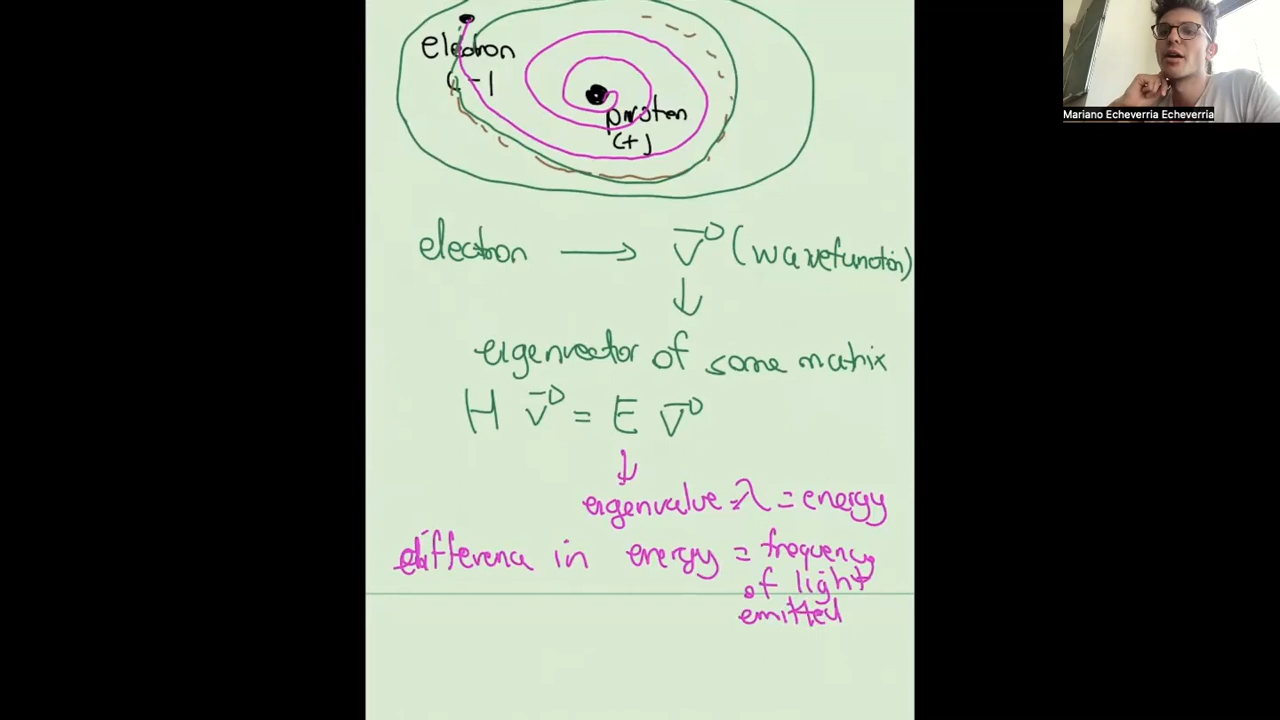 electron
(-)
proton
(+)
Mariano Echeverria Echeverria
electron → v (wavefunction)
↓
eigenvector of some matrix
H v = E v
↓
eigenvalue = λ = energy
difference in energy = frequency
of light
emitted